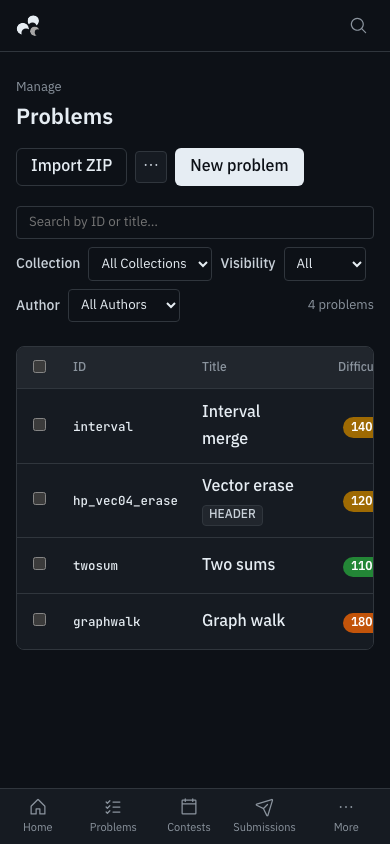 Manage
Problems
Import ZIP ... New problem
Search by ID or title...
Collection All Collections Visibility All
Author All Authors 4 problems
ID Title Difficu
interval Interval merge 140
hp_vec04_erase Vector erase 120
HEADER
twosum Two sums 110
graphwalk Graph walk 180
Home Problems Contests Submissions More